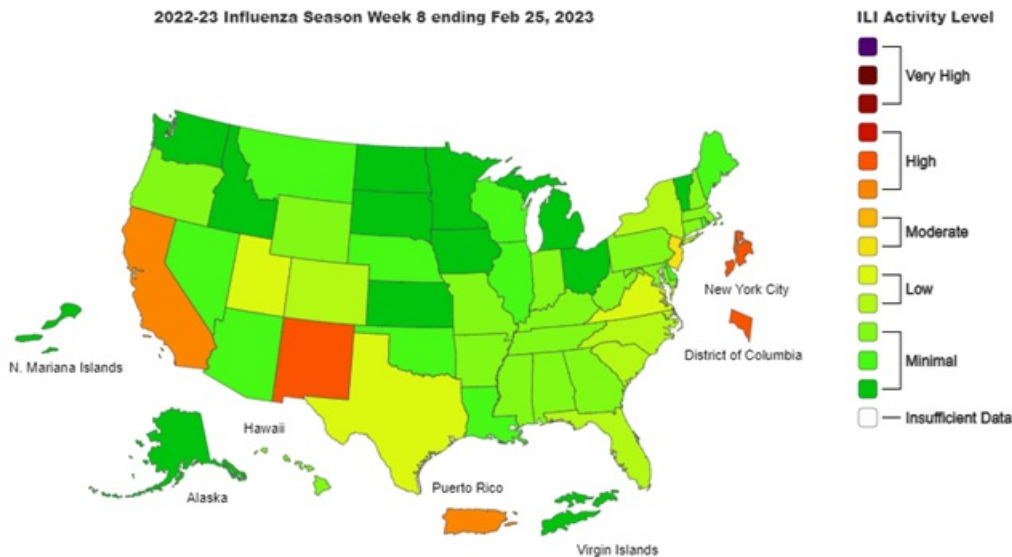 2022-23 Influenza Season Week 8 ending Feb 25, 2023
ILI Activity Level
Very High
High
Moderate
Low
Minimal
Insufficient Data
New York City
District of Columbia
N. Mariana Islands
Hawaii
Alaska
Puerto Rico
Virgin Islands